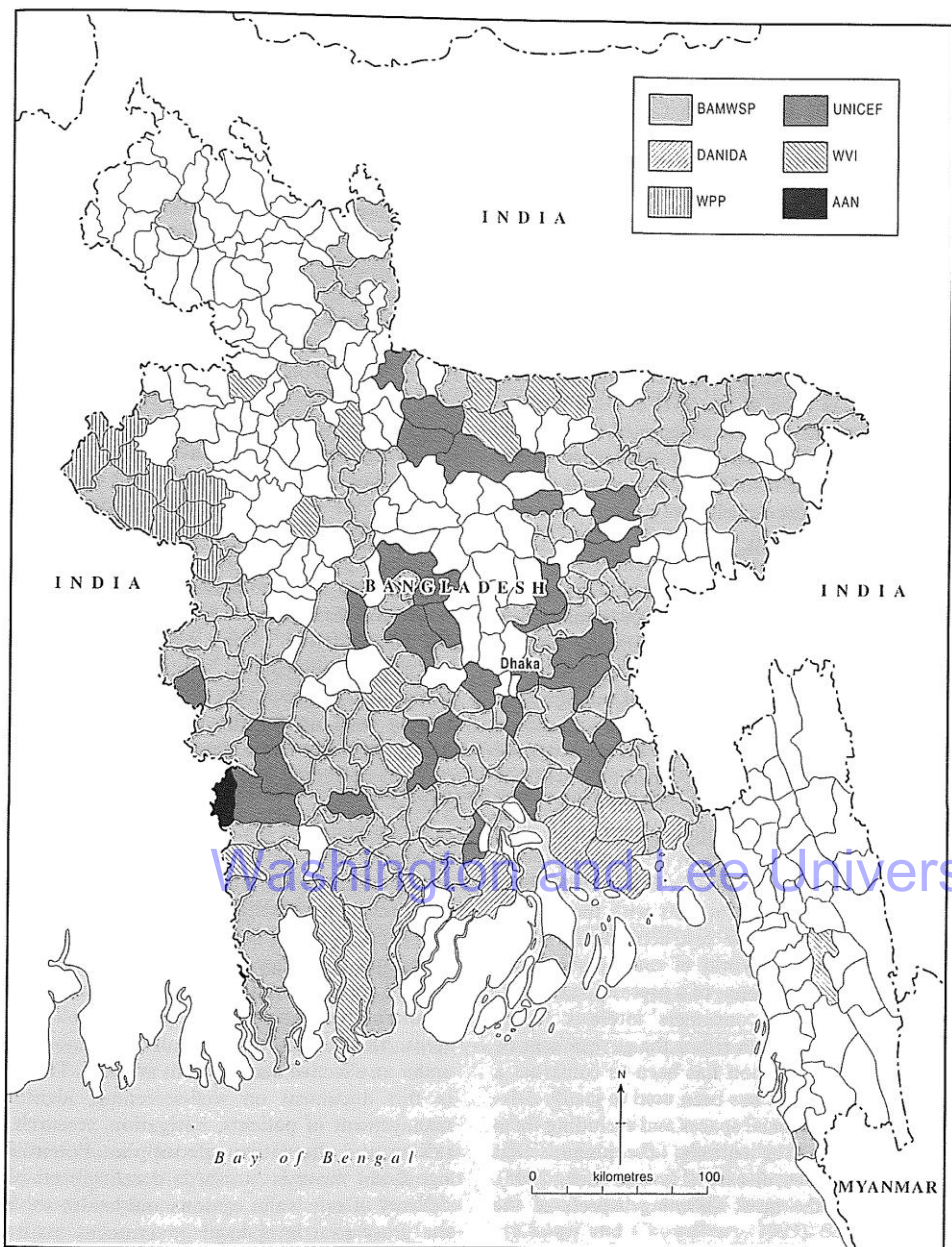 BAMWSP
UNICEF
DANIDA
WVI
WPP
AAN
INDIA
INDIA
BANGLADESH
INDIA
Dhaka
Washington and Lee Univers
N
Bay of Bengal
0 kilometres 100
MYANMAR